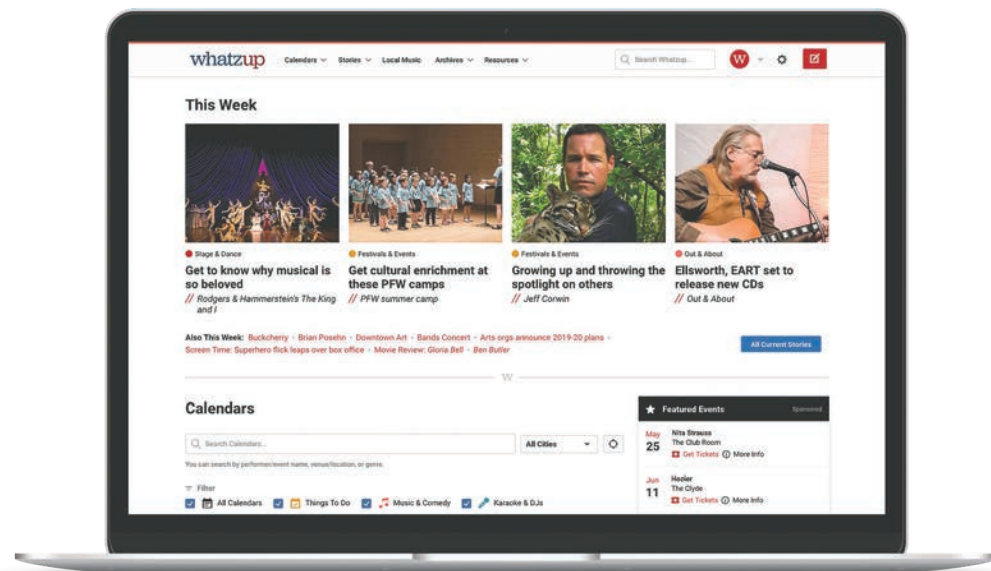 whatzup
Calendars Stories Local Music Archives Resources
Search Whatzup...
W
This Week
Stage & Dance
Get to know why musical is
so beloved
// Rodgers & Hammerstein's The King
and I
Festivals & Events
Get cultural enrichment at
these PFW camps
// PFW summer camp
Festivals & Events
Growing up and throwing the
spotlight on others
// Jeff Corwin
Out & About
Ellsworth, EART set to
release new CDs
// Out & About
Also This Week: Buckcherry • Brian Posehn • Downtown Art • Bands Concert • Arts orgs announce 2019-20 plans •
Screen Time: Superhero flick leaps over box office • Movie Review: Gloria Bell • Ben Butler
All Current Stories
W
Calendars
Search Calendars...
All Cities
You can search by performer/event name, venue/location, or genre.
Filter
All Calendars Things To Do Music & Comedy Karaoke & DJs
Featured Events
Sponsored
May
25
Nita Strauss
The Club Room
Get Tickets More Info
Jun
11
Hozier
The Clyde
Get Tickets More Info